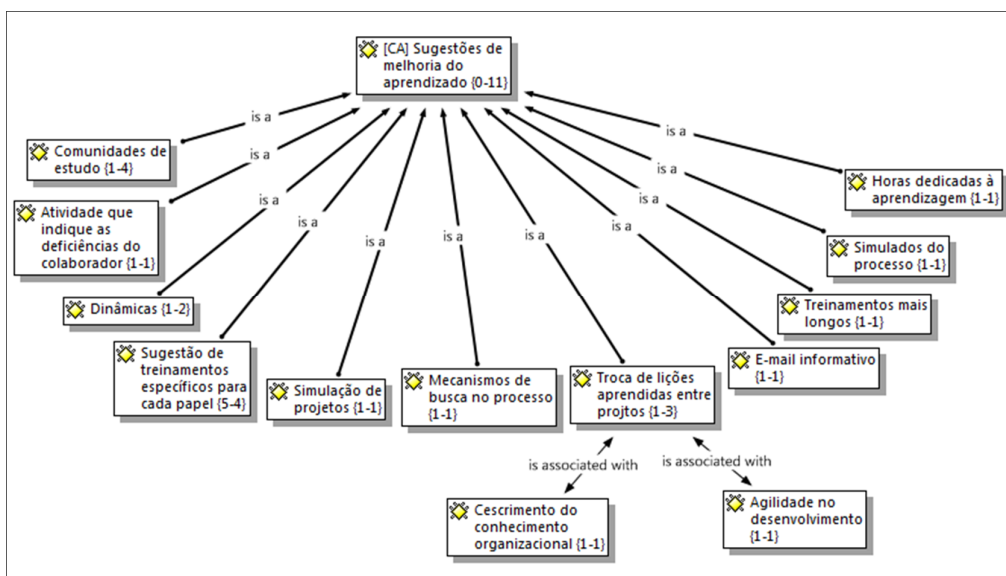 [CA] Sugestões de
melhoria do
aprendizado {0-11}
is a
is a
is a
is a
is a
is a
is a
is a
is a
is a
is a
Comunidades de
estudo {1-4}
Atividade que
indique as
deficiências do
colaborador {1-1}
Dinâmicas {1-2}
Sugestão de
treinamentos
específicos para
cada papel {5-4}
Simulação de
projetos {1-1}
Mecanismos de
busca no processo
{1-1}
Troca de lições
aprendidas entre
projtos {1-3}
E-mail informativo
{1-1}
Treinamentos mais
longos {1-1}
Simulados do
processo {1-1}
Horas dedicadas à
aprendizagem {1-1}
is associated with
is associated with
Cescrimento do
conhecimento
organizacional {1-1}
Agilidade no
desenvolvimento
{1-1}